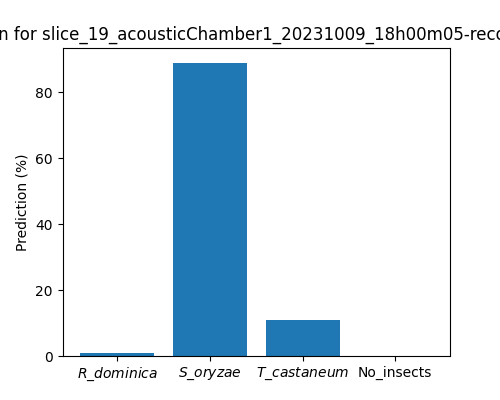 n for slice_19_acousticChamber1_20231009_18h00m05-reco
80
60
40
20
0
Prediction (%)
R_dominica S_oryzae T_castaneum No_insects